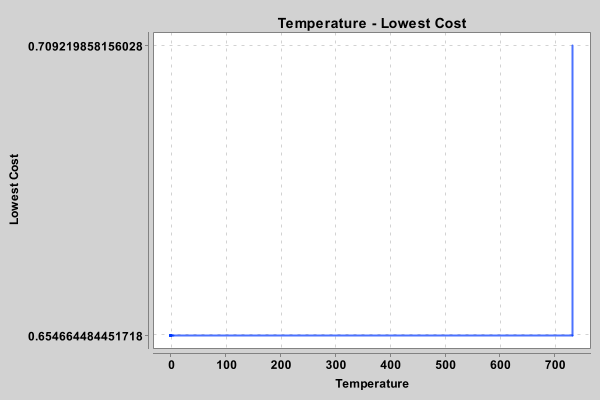 Temperature - Lowest Cost
0.709219858156028
Lowest Cost
0.654664484451718
0 100 200 300 400 500 600 700
Temperature